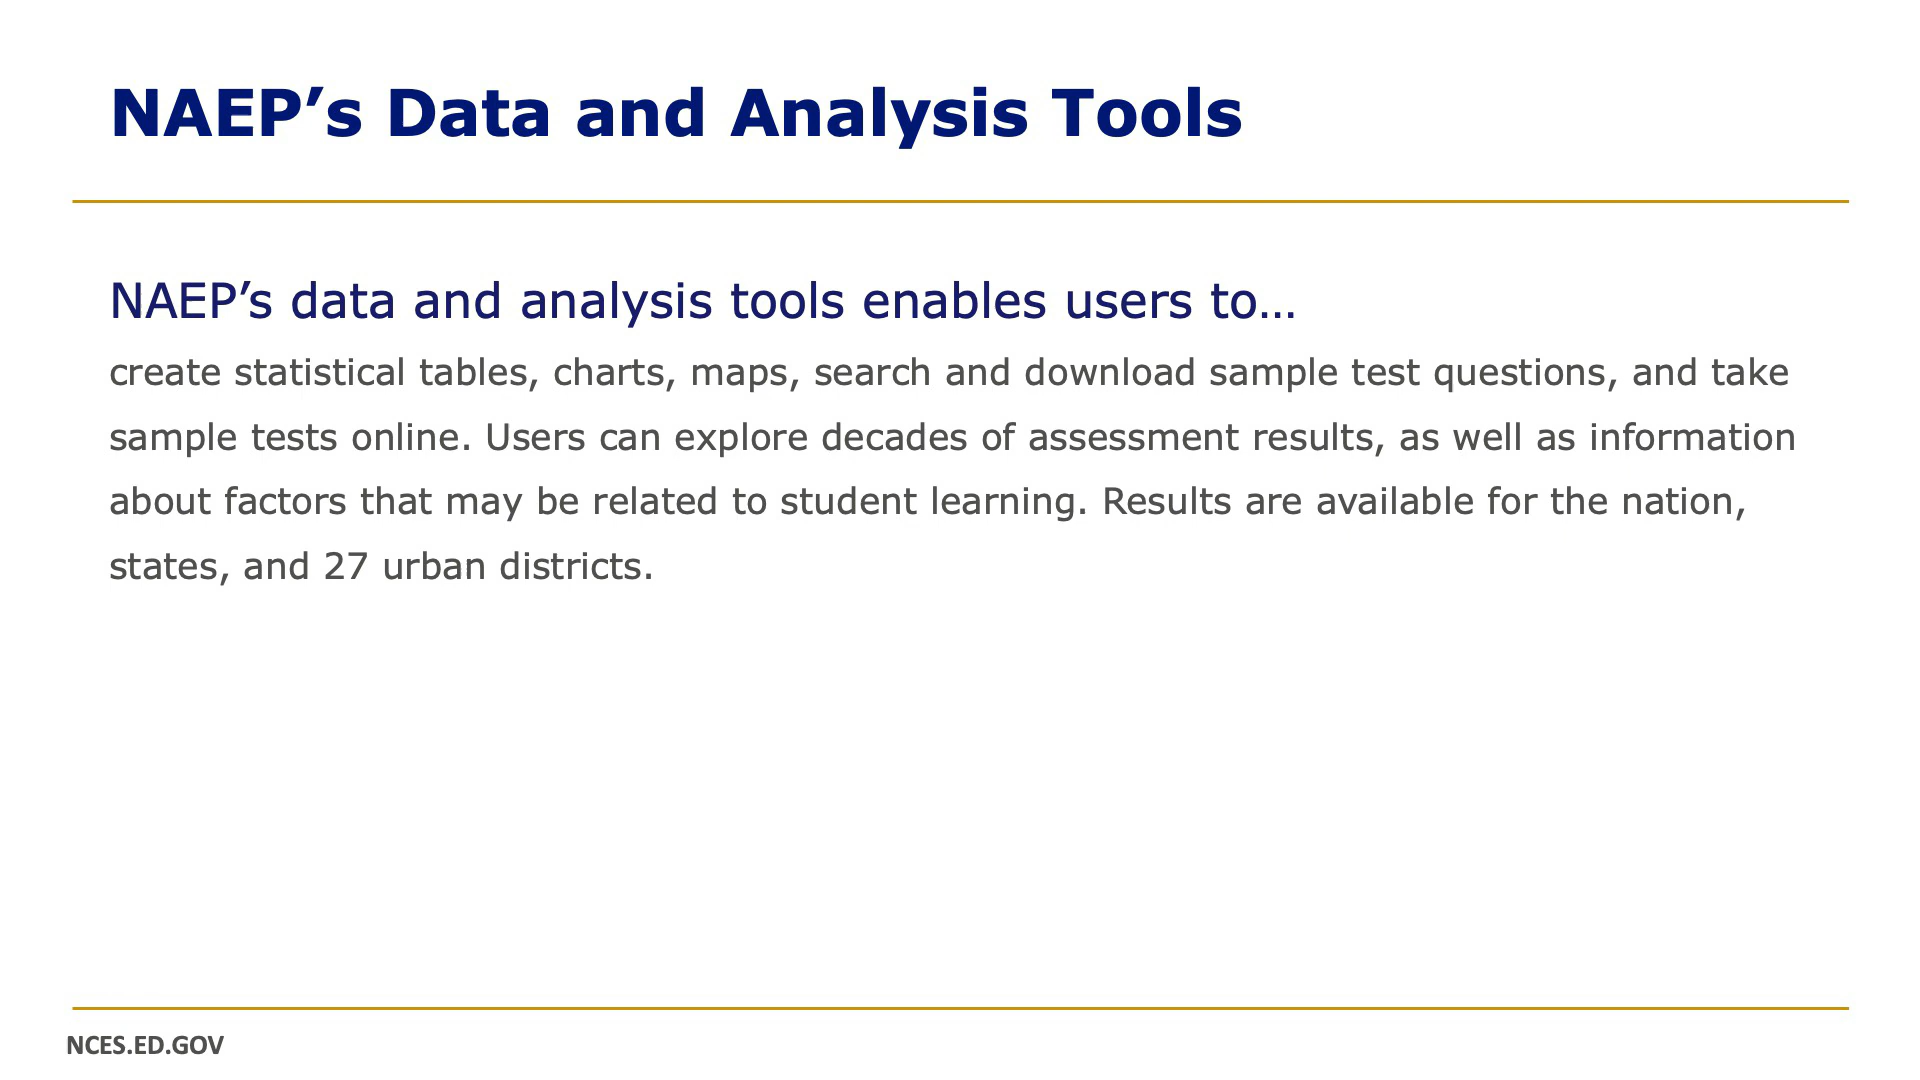 NAEP’s Data and Analysis Tools
NAEP’s data and analysis tools enables users to…
create statistical tables, charts, maps, search and download sample test questions, and take
sample tests online. Users can explore decades of assessment results, as well as information
about factors that may be related to student learning. Results are available for the nation,
states, and 27 urban districts.
NCES.ED.GOV